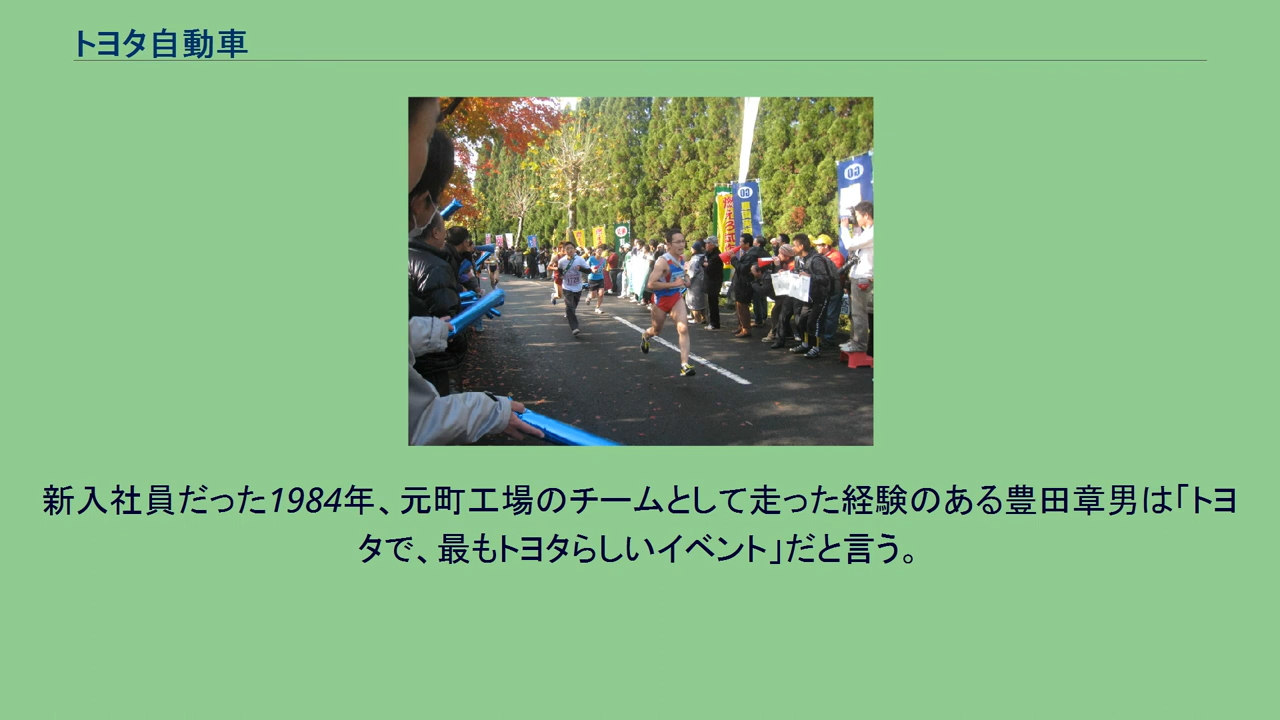 トヨタ自動車
新入社員だった1984年、元町工場のチームとして走った経験のある豊田章男は「トヨ
タで、最もトヨタらしいイベント」だと言う。